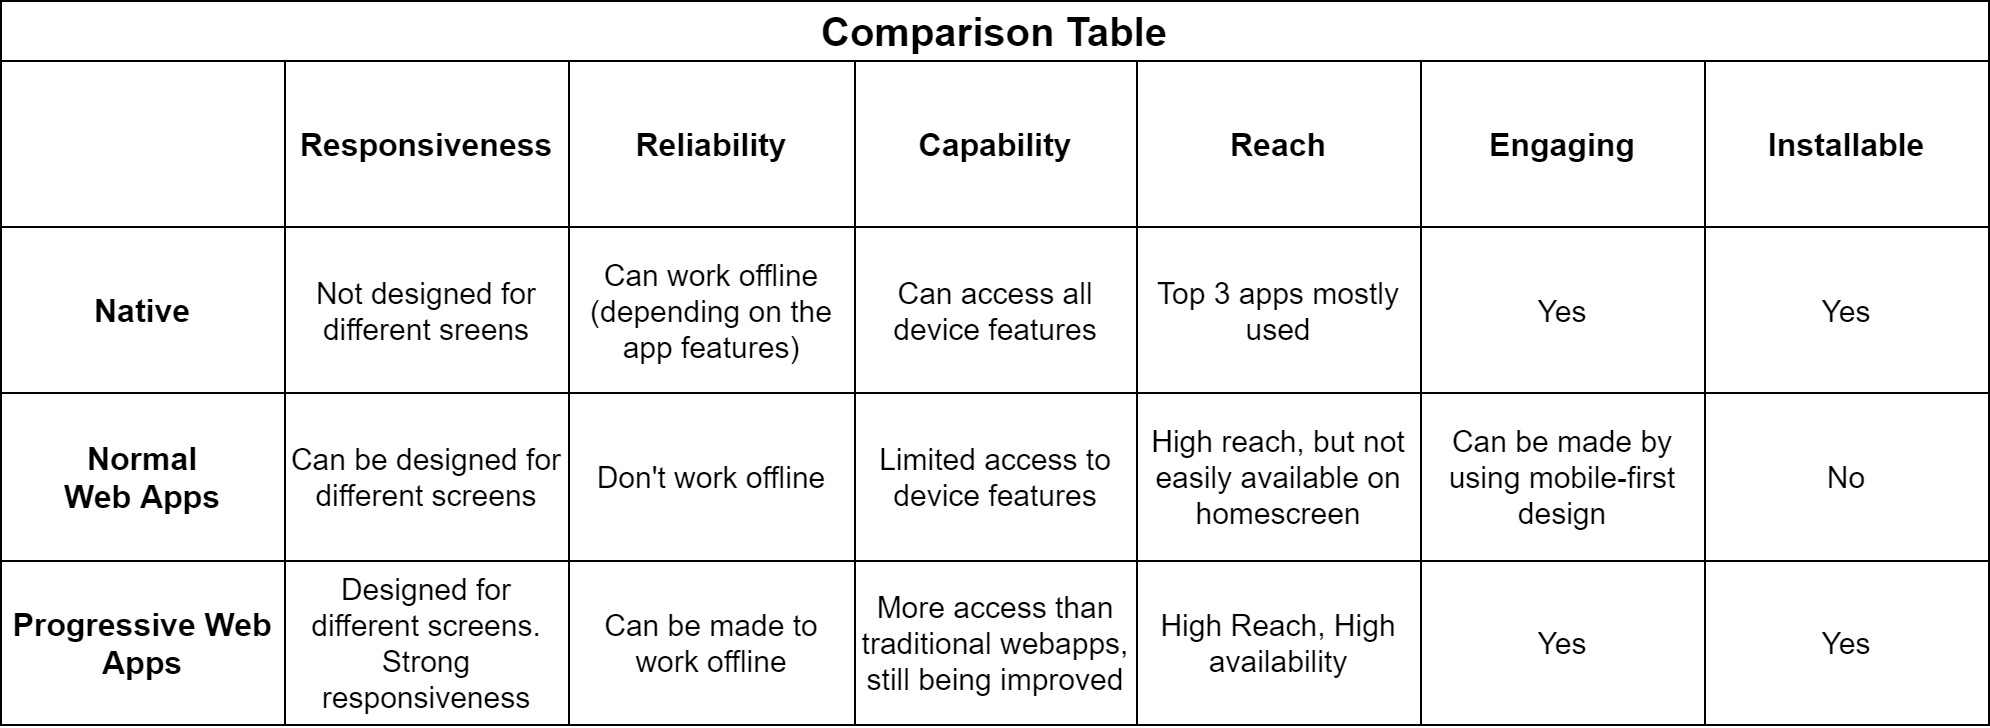 Comparison Table
Responsiveness
Reliability
Capability
Reach
Engaging
Installable
Native
Not designed for
different sreens
Can work offline
(depending on the
app features)
Can access all
device features
Top 3 apps mostly
used
Yes
Yes
Normal
Web Apps
Can be designed for
different screens
Don't work offline
Limited access to
device features
High reach, but not
easily available on
homescreen
Can be made by
using mobile-first
design
No
Progressive Web
Apps
Designed for
different screens.
Strong
responsiveness
Can be made to
work offline
More access than
traditional webapps,
still being improved
High Reach, High
availability
Yes
Yes